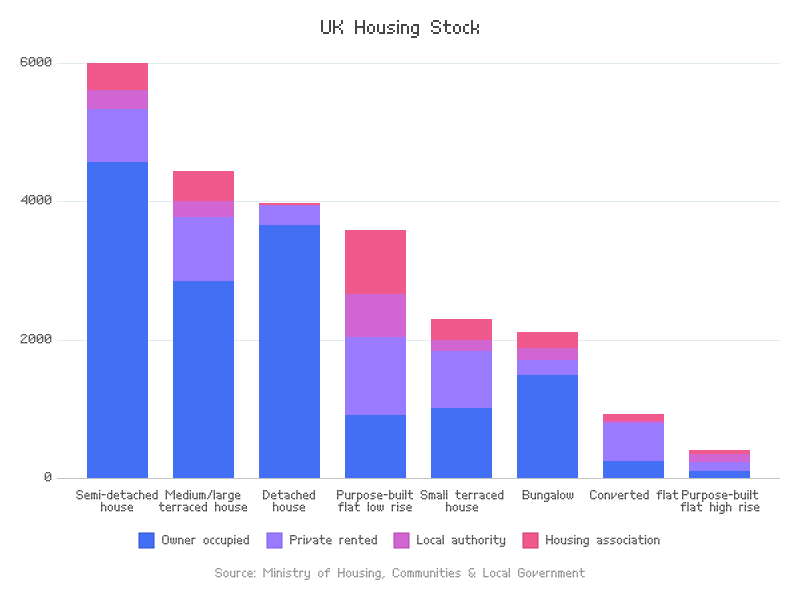 UK Housing Stock
6000
4000
2000
0
Semi-detached house
Medium/large terraced house
Detached house
Purpose-built flat low rise
Small terraced house
Bungalow
Converted flat
Purpose-built flat high rise
Owner occupied
Private rented
Local authority
Housing association
Source: Ministry of Housing, Communities & Local Government